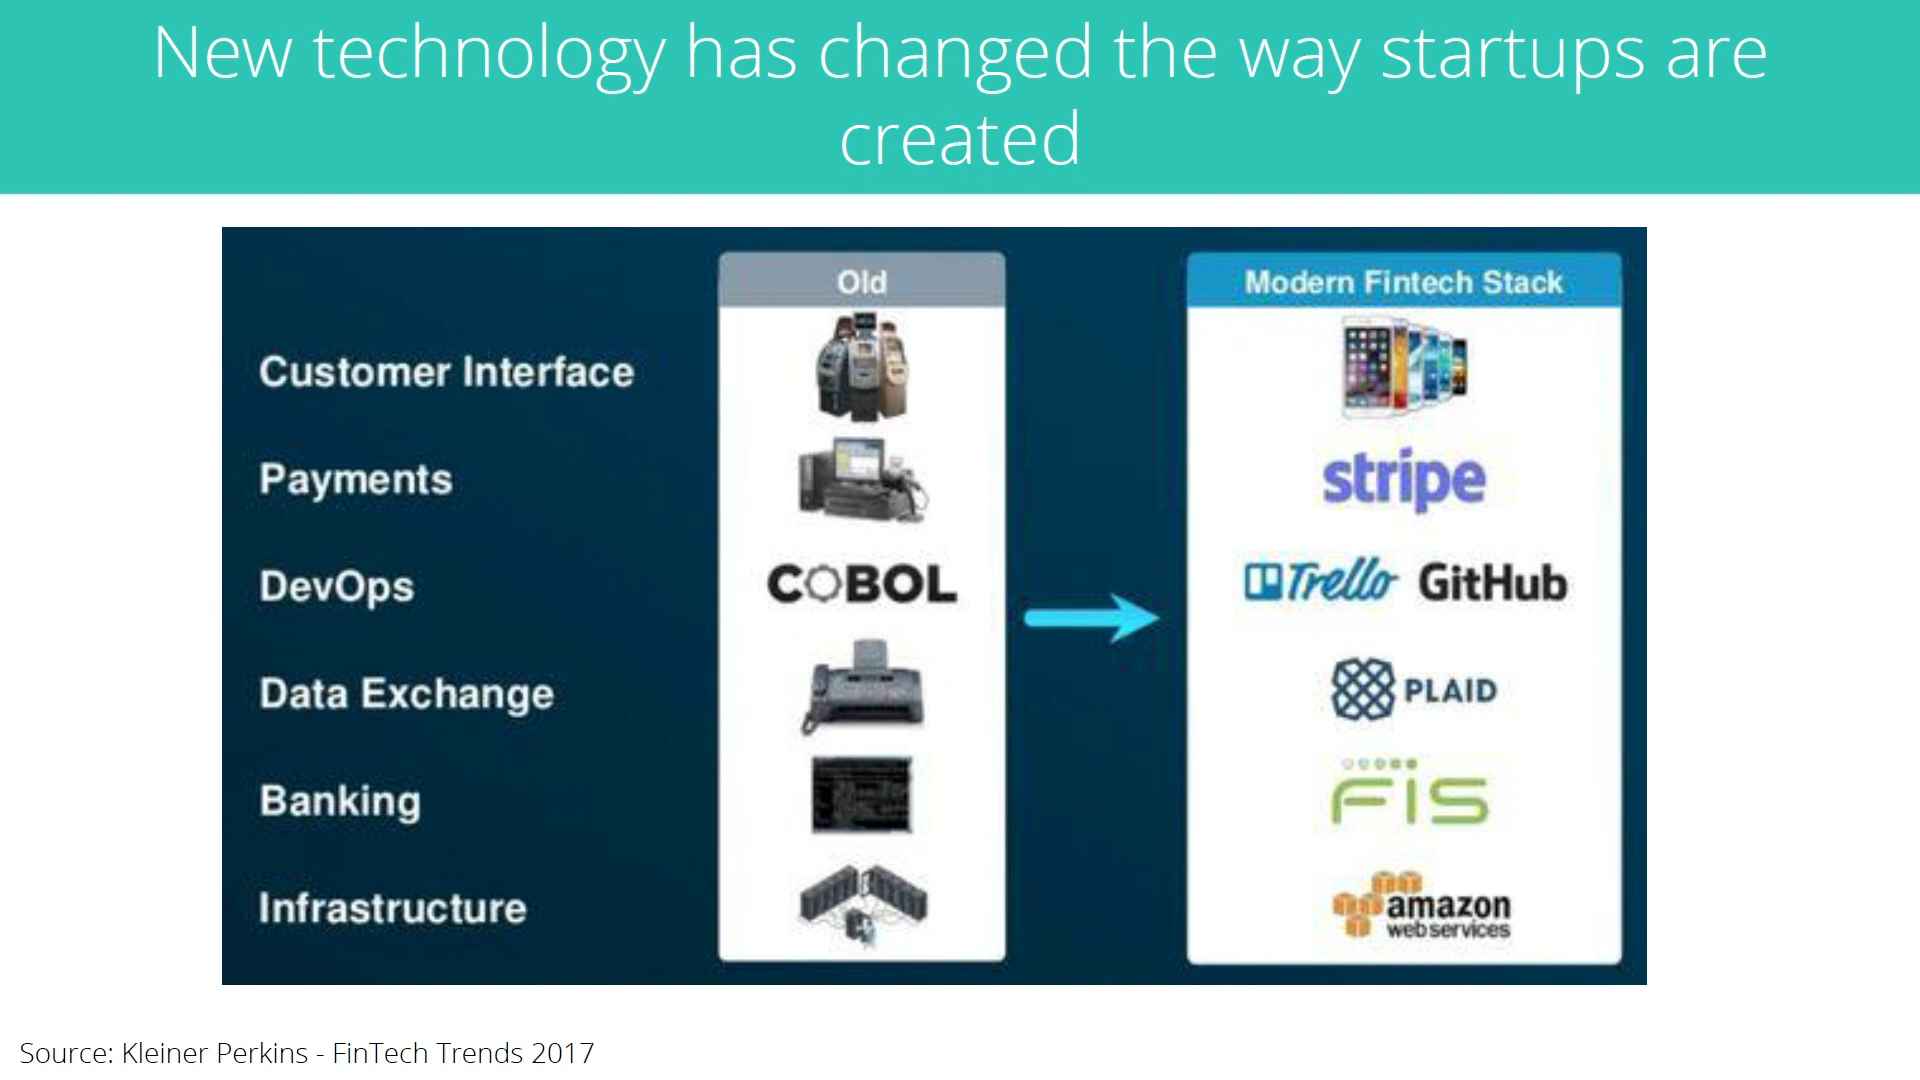 New technology has changed the way startups are
created
Old
Modern Fintech Stack
Customer Interface
Payments
stripe
DevOps
COBOL
Trello GitHub
Data Exchange
PLAID
Banking
FIS
Infrastructure
amazon
web services
Source: Kleiner Perkins - FinTech Trends 2017